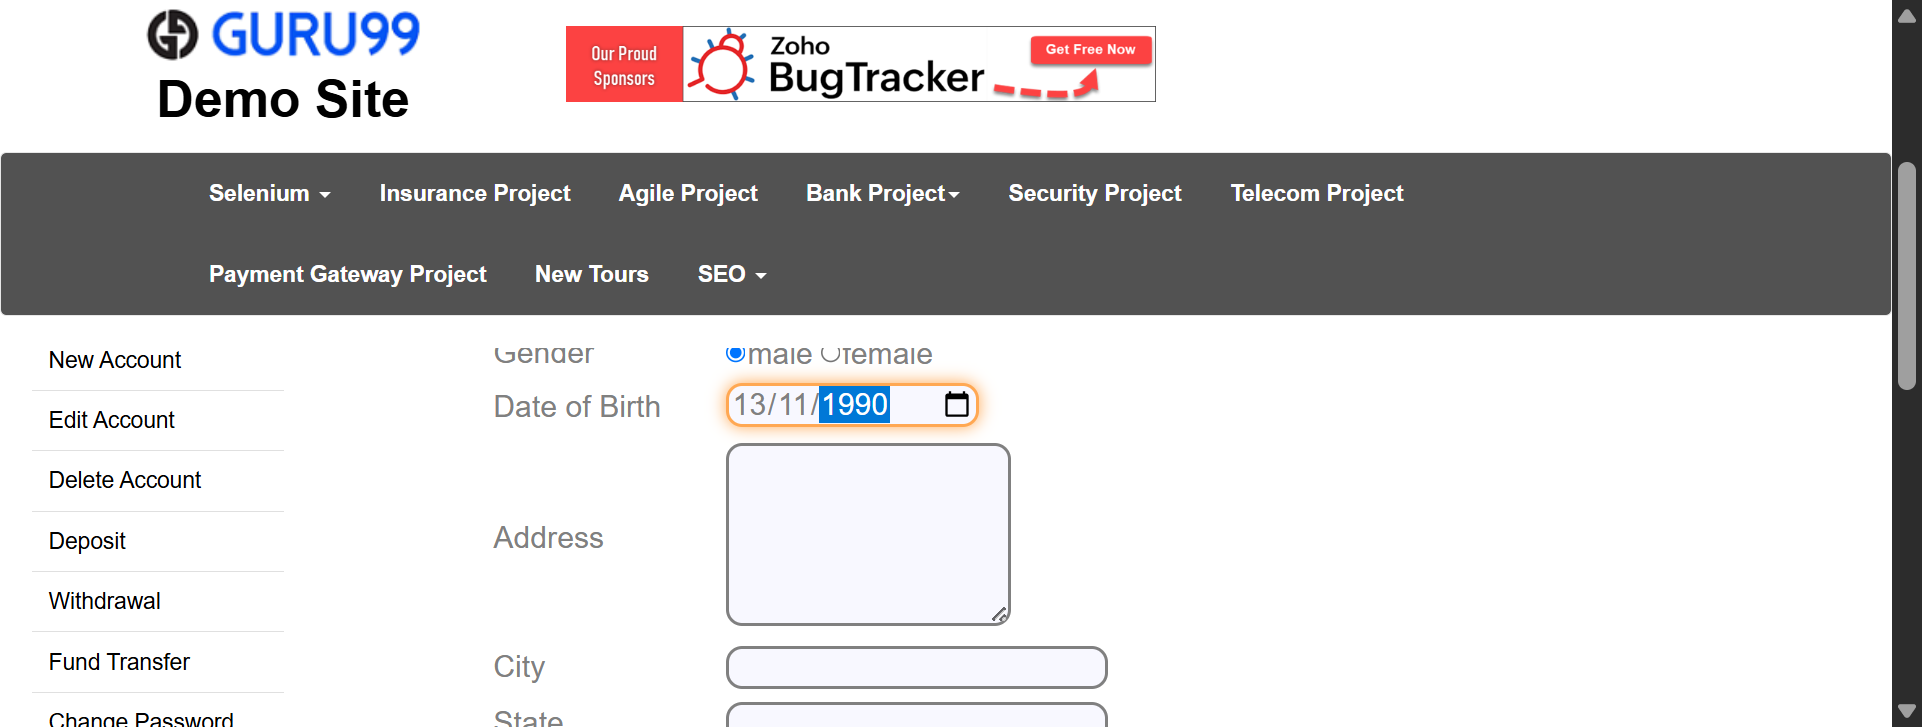 GURU99
Demo Site
Our Proud
Sponsors
Zoho
BugTracker
Get Free Now
Selenium
Insurance Project
Agile Project
Bank Project
Security Project
Telecom Project
Payment Gateway Project
New Tours
SEO
New Account
Edit Account
Delete Account
Deposit
Withdrawal
Fund Transfer
Change Password
Gender
male
female
Date of Birth
13/11/1990
Address
City
State